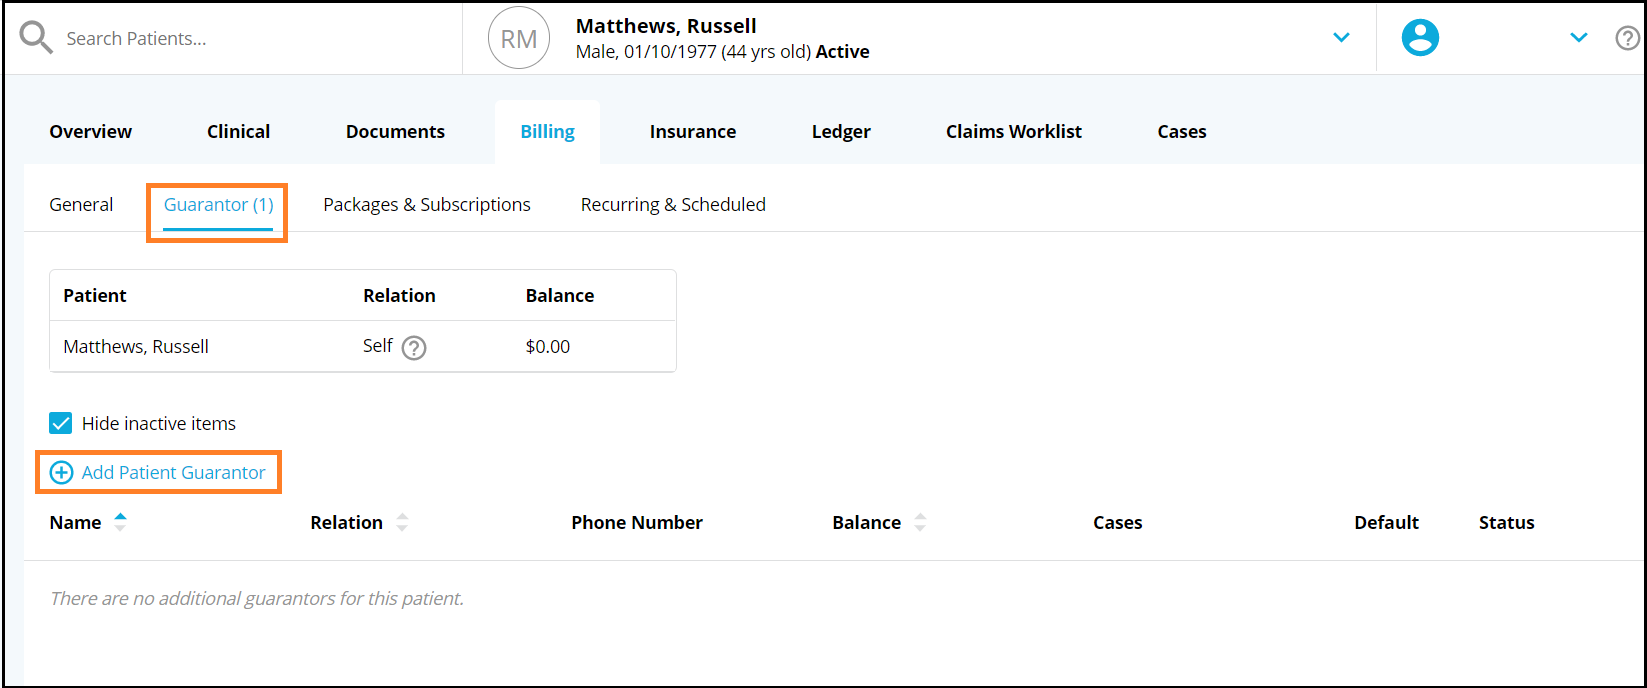 Search Patients...
RM
Matthews, Russell
Male, 01/10/1977 (44 yrs old) Active
Overview Clinical Documents Billing Insurance Ledger Claims Worklist Cases
General Guarantor (1) Packages & Subscriptions Recurring & Scheduled
Patient Relation Balance
Matthews, Russell Self ? $0.00
Hide inactive items
Add Patient Guarantor
Name Relation Phone Number Balance Cases Default Status
There are no additional guarantors for this patient.